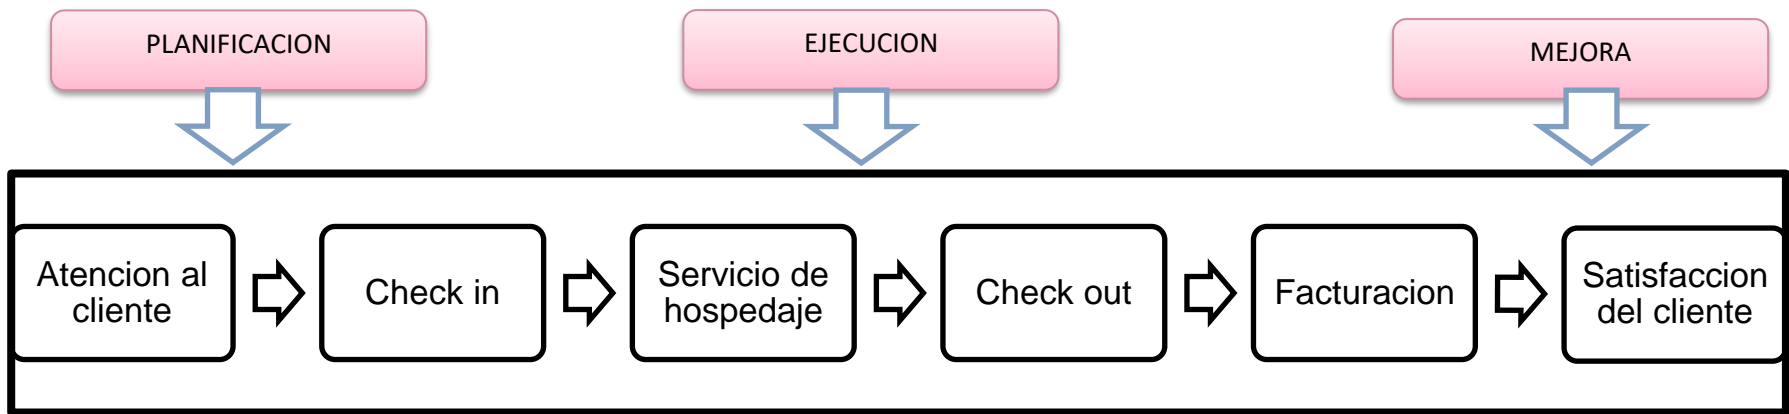 PLANIFICACION
EJECUCION
MEJORA
Atencion al
cliente
Check in
Servicio de
hospedaje
Check out
Facturacion
Satisfaccion
del cliente